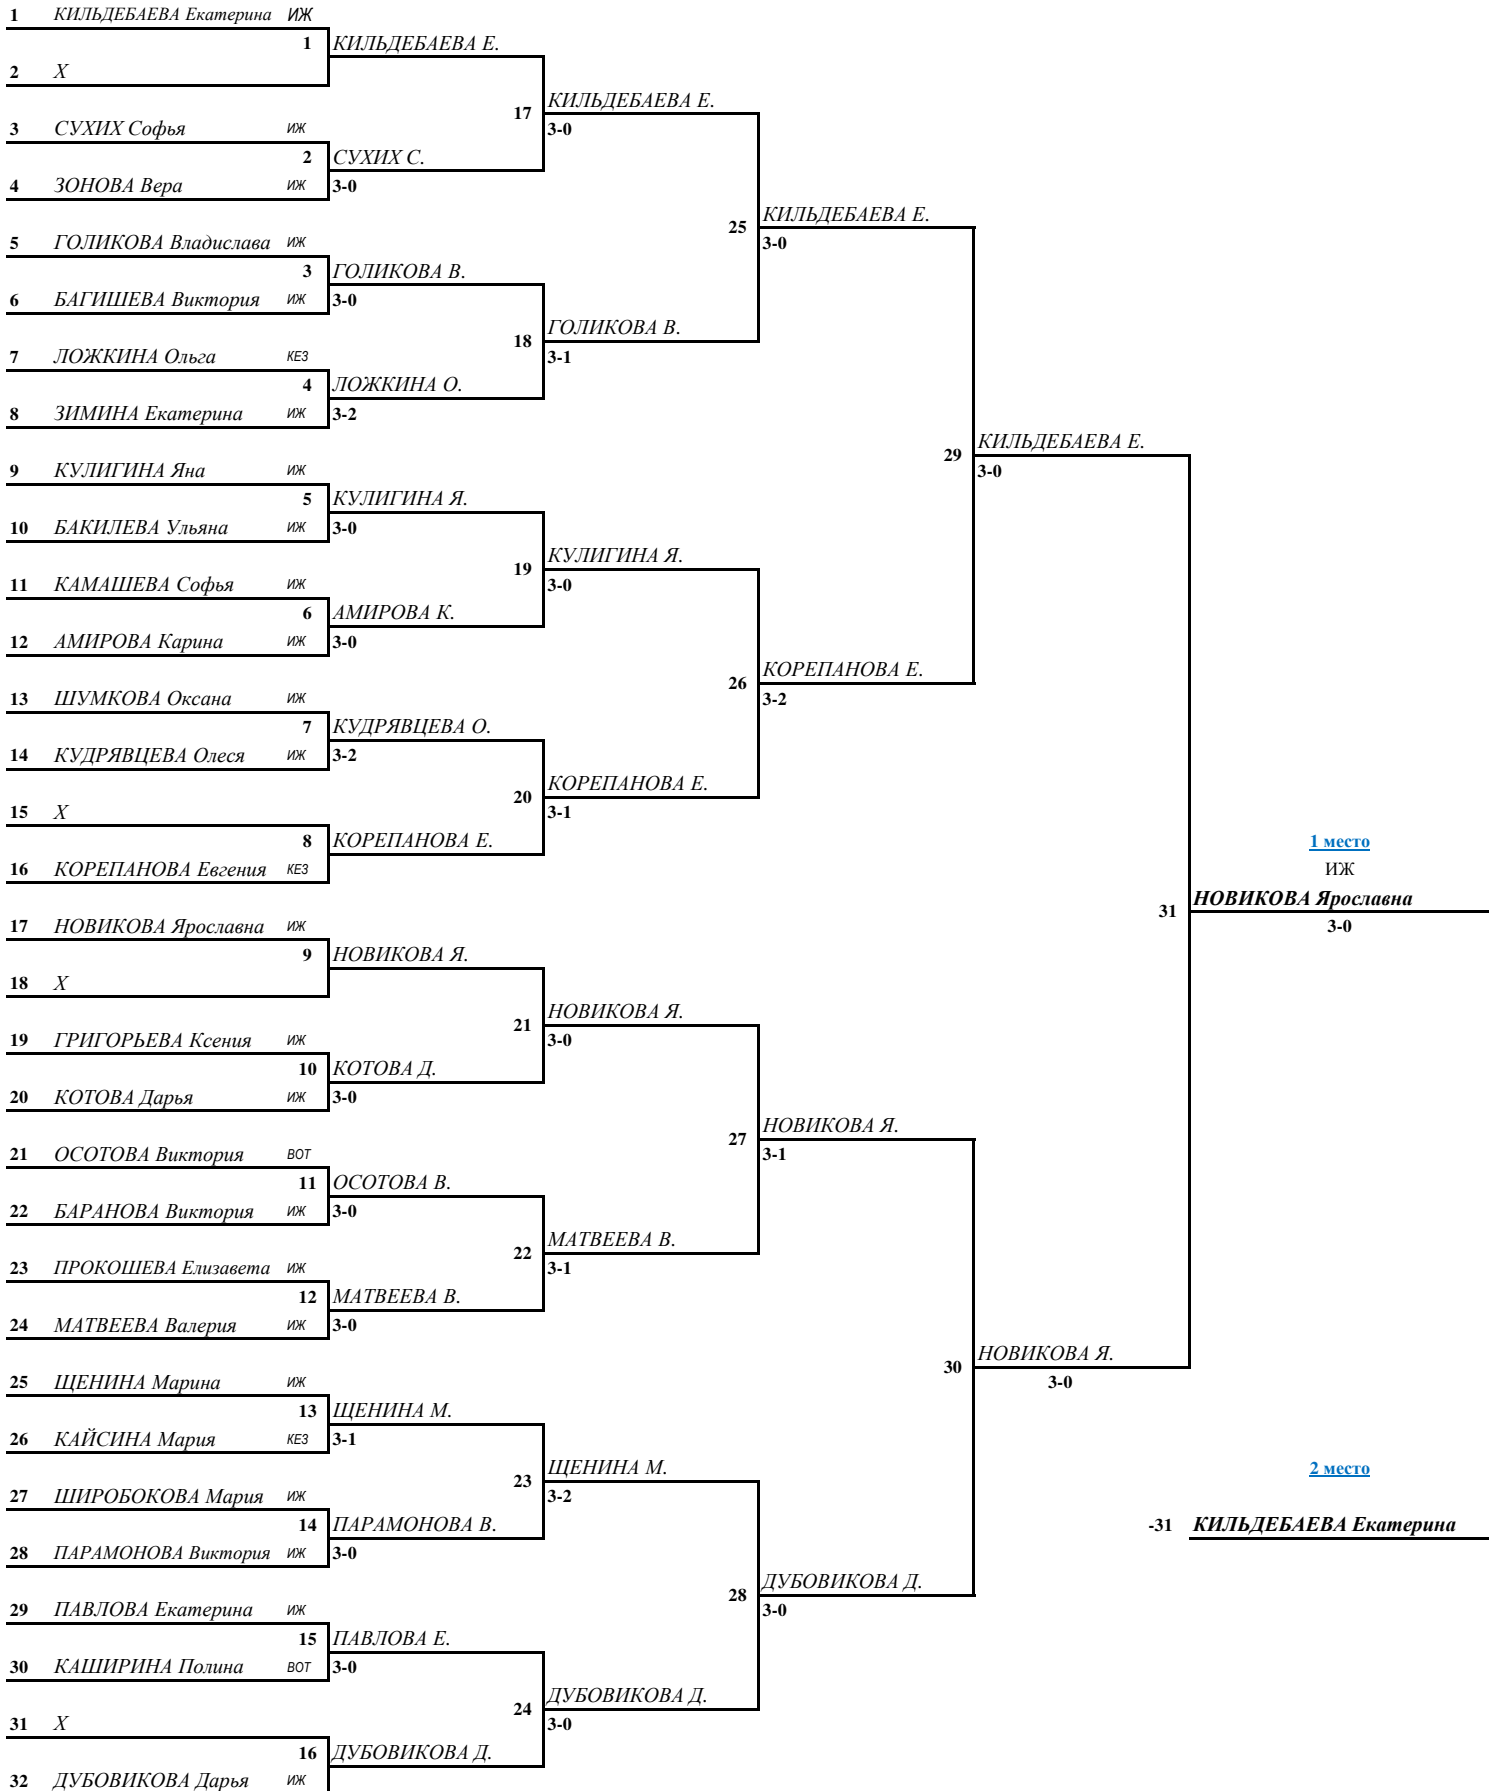 1 КИЛЬДЕБАЕВА Екатерина ИЖ
1 КИЛЬДЕБАЕВА Е.
2 X
17 КИЛЬДЕБАЕВА Е.
3 СУХИХ Софья ИЖ 3-0
2 СУХИХ С.
4 ЗОНОВА Вера ИЖ 3-0
25 КИЛЬДЕБАЕВА Е.
5 ГОЛИКОВА Владислава ИЖ 3-0
3 ГОЛИКОВА В.
6 БАГИШЕВА Виктория ИЖ 3-0
18 ГОЛИКОВА В.
7 ЛОЖКИНА Ольга КЕЗ 3-1
4 ЛОЖКИНА О.
8 ЗИМИНА Екатерина ИЖ 3-2
29 КИЛЬДЕБАЕВА Е.
9 КУЛИГИНА Яна ИЖ 3-0
5 КУЛИГИНА Я.
10 БАКИЛЕВА Ульяна ИЖ 3-0
19 КУЛИГИНА Я.
11 КАМАШЕВА Софья ИЖ 3-0
6 АМИРОВА К.
12 АМИРОВА Карина ИЖ 3-0
26 КОРЕПАНОВА Е.
13 ШУМКОВА Оксана ИЖ 3-2
7 КУДРЯВЦЕВА О.
14 КУДРЯВЦЕВА Олеся ИЖ 3-2
20 КОРЕПАНОВА Е.
15 X 3-1
8 КОРЕПАНОВА Е. 1 место
16 КОРЕПАНОВА Евгения КЕЗ ИЖ
31 НОВИКОВА Ярославна
17 НОВИКОВА Ярославна ИЖ 3-0
9 НОВИКОВА Я.
18 X
21 НОВИКОВА Я.
19 ГРИГОРЬЕВА Ксения ИЖ 3-0
10 КОТОВА Д.
20 КОТОВА Дарья ИЖ 3-0
27 НОВИКОВА Я.
21 ОСОТОВА Виктория ВОТ 3-1
11 ОСОТОВА В.
22 БАРАНОВА Виктория ИЖ 3-0
22 МАТВЕЕВА В.
23 ПРОКОШЕВА Елизавета ИЖ 3-1
12 МАТВЕЕВА В.
24 МАТВЕЕВА Валерия ИЖ 3-0
30 НОВИКОВА Я.
25 ЩЕНИНА Марина ИЖ 3-0
13 ЩЕНИНА М.
26 КАЙСИНА Мария КЕЗ 3-1
23 ЩЕНИНА М. 2 место
27 ШИРОБОКОВА Мария ИЖ 3-2
14 ПАРАМОНОВА В. -31 КИЛЬДЕБАЕВА Екатерина
28 ПАРАМОНОВА Виктория ИЖ 3-0
28 ДУБОВИКОВА Д.
29 ПАВЛОВА Екатерина ИЖ 3-0
15 ПАВЛОВА Е.
30 КАШИРИНА Полина ВОТ 3-0
24 ДУБОВИКОВА Д.
31 X 3-0
16 ДУБОВИКОВА Д.
32 ДУБОВИКОВА Дарья ИЖ